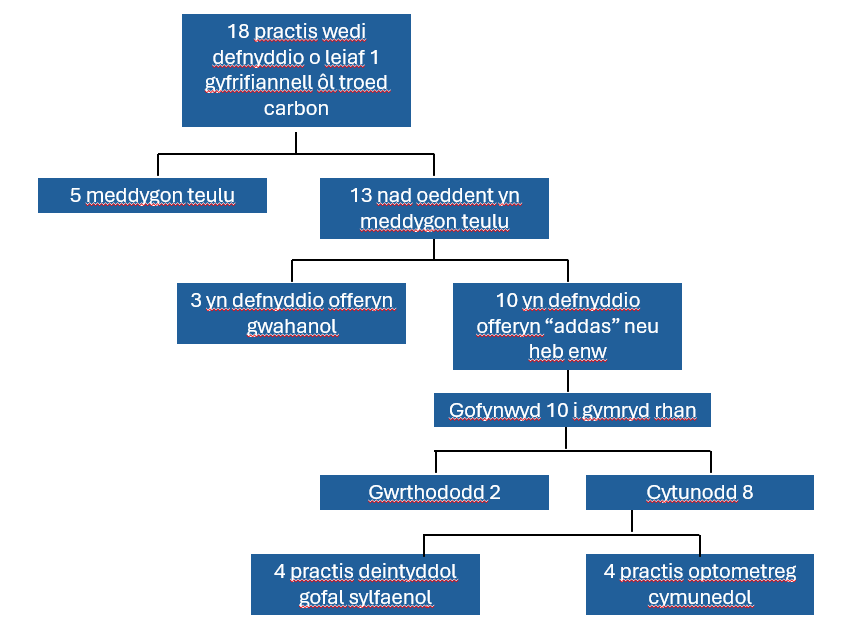 18 practis wedi
defnyddio o leiaf 1
gyfrifiannell ôl troed
carbon
5 meddygon teulu
13 nad oeddent yn
meddygon teulu
3 yn defnyddio offeryn
gwahanol
10 yn defnyddio
offeryn “addas” neu
heb enw
Gofynwyd 10 i gymryd rhan
Gwrthododd 2
Cytunodd 8
4 practis deintyddol
gofal sylfaenol
4 practis optometreg
cymunedol